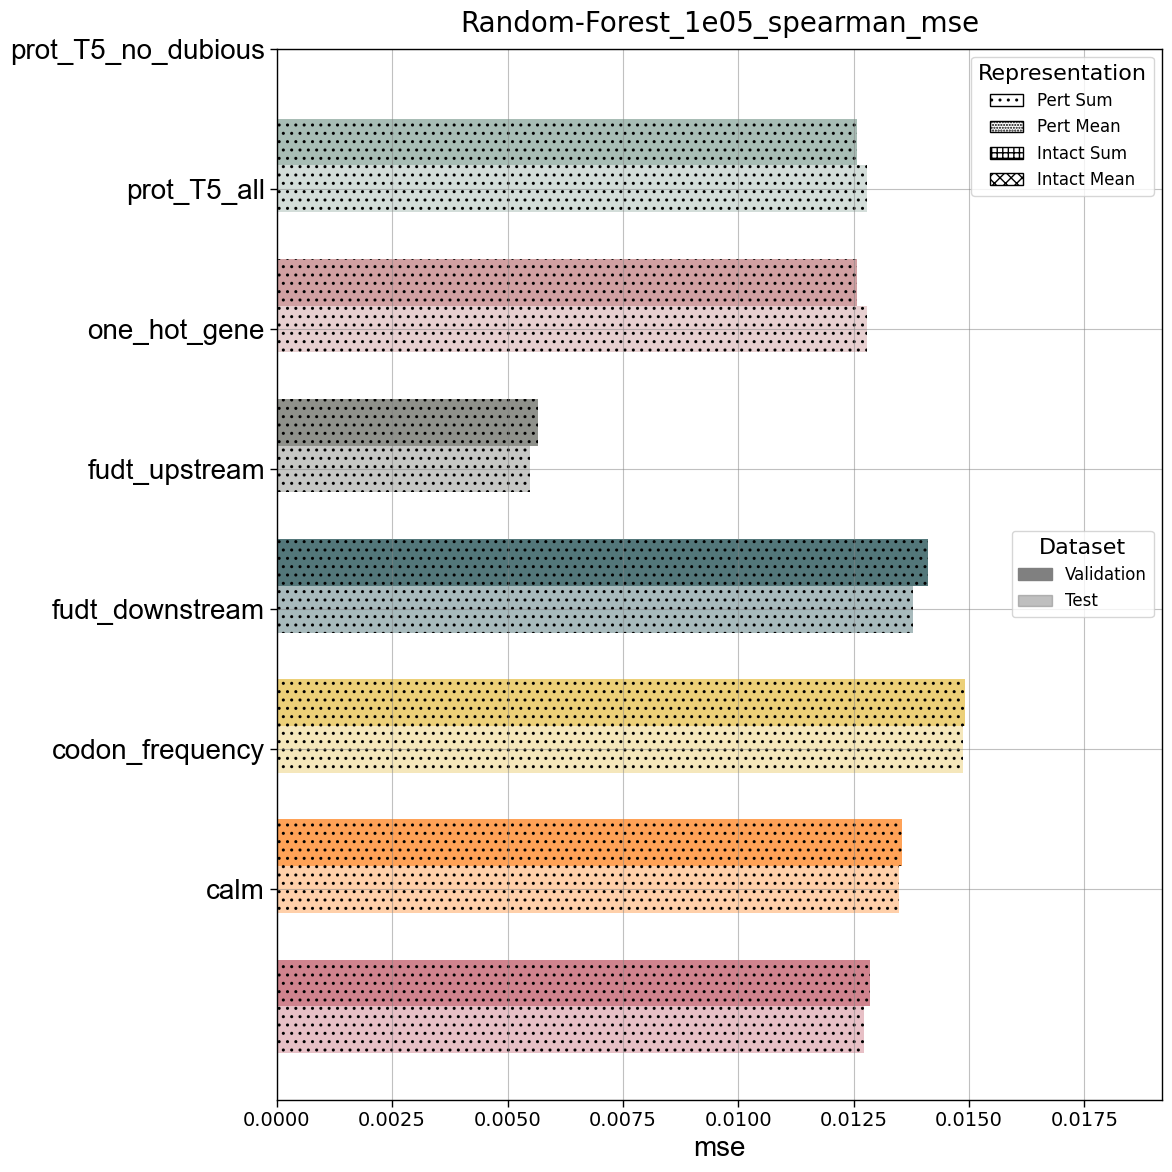 Random-Forest_1e05_spearman_mse
prot_T5_no_dubious
prot_T5_all
one_hot_gene
fudt_upstream
fudt_downstream
codon_frequency
calm
Representation
Pert Sum
Pert Mean
Intact Sum
Intact Mean
Dataset
Validation
Test
0.0000 0.0025 0.0050 0.0075 0.0100 0.0125 0.0150 0.0175
mse